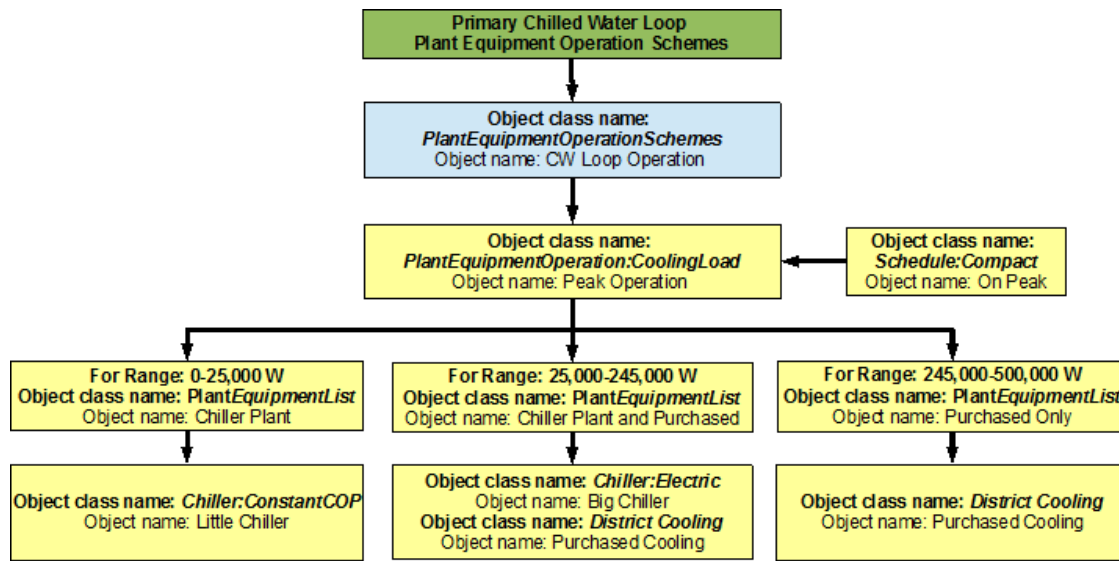 Primary Chilled Water Loop
Plant Equipment Operation Schemes
Object class name:
PlantEquipmentOperationSchemes
Object name: CW Loop Operation
Object class name:
PlantEquipmentOperation:CoolingLoad
Object name: Peak Operation
Object class name:
Schedule:Compact
Object name: On Peak
For Range: 0-25,000 W
Object class name: PlantEquipmentList
Object name: Chiller Plant
For Range: 25,000-245,000 W
Object class name: PlantEquipmentList
Object name: Chiller Plant and Purchased
For Range: 245,000-500,000 W
Object class name: PlantEquipmentList
Object name: Purchased Only
Object class name: Chiller:ConstantCOP
Object name: Little Chiller
Object class name: Chiller:Electric
Object name: Big Chiller
Object class name: District Cooling
Object name: Purchased Cooling
Object class name: District Cooling
Object name: Purchased Cooling